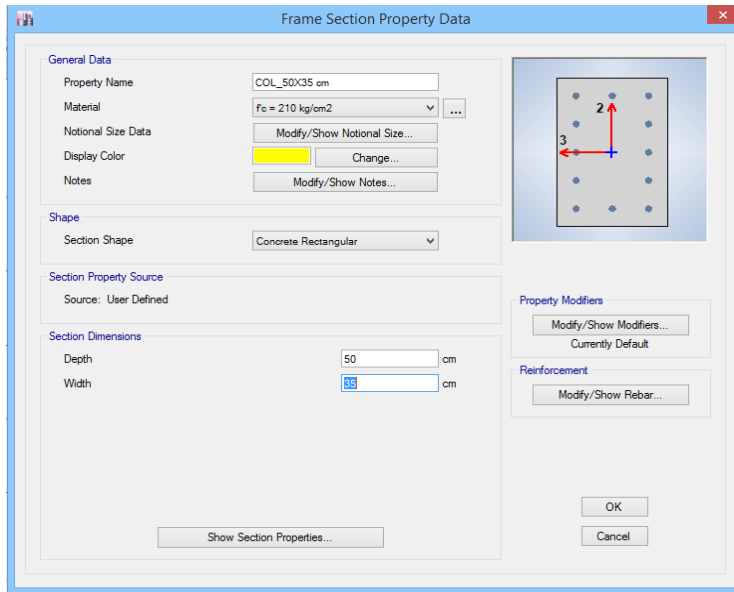 Frame Section Property Data
General Data
Property Name COL_50X35 cm
Material f'c = 210 kg/cm2 ...
Notional Size Data Modify/Show Notional Size...
Display Color Change...
Notes Modify/Show Notes...
Shape
Section Shape Concrete Rectangular
Section Property Source
Source: User Defined
Section Dimensions
Depth 50 cm
Width 35 cm
Show Section Properties...
2
3
Property Modifiers
Modify/Show Modifiers...
Currently Default
Reinforcement
Modify/Show Rebar...
OK
Cancel